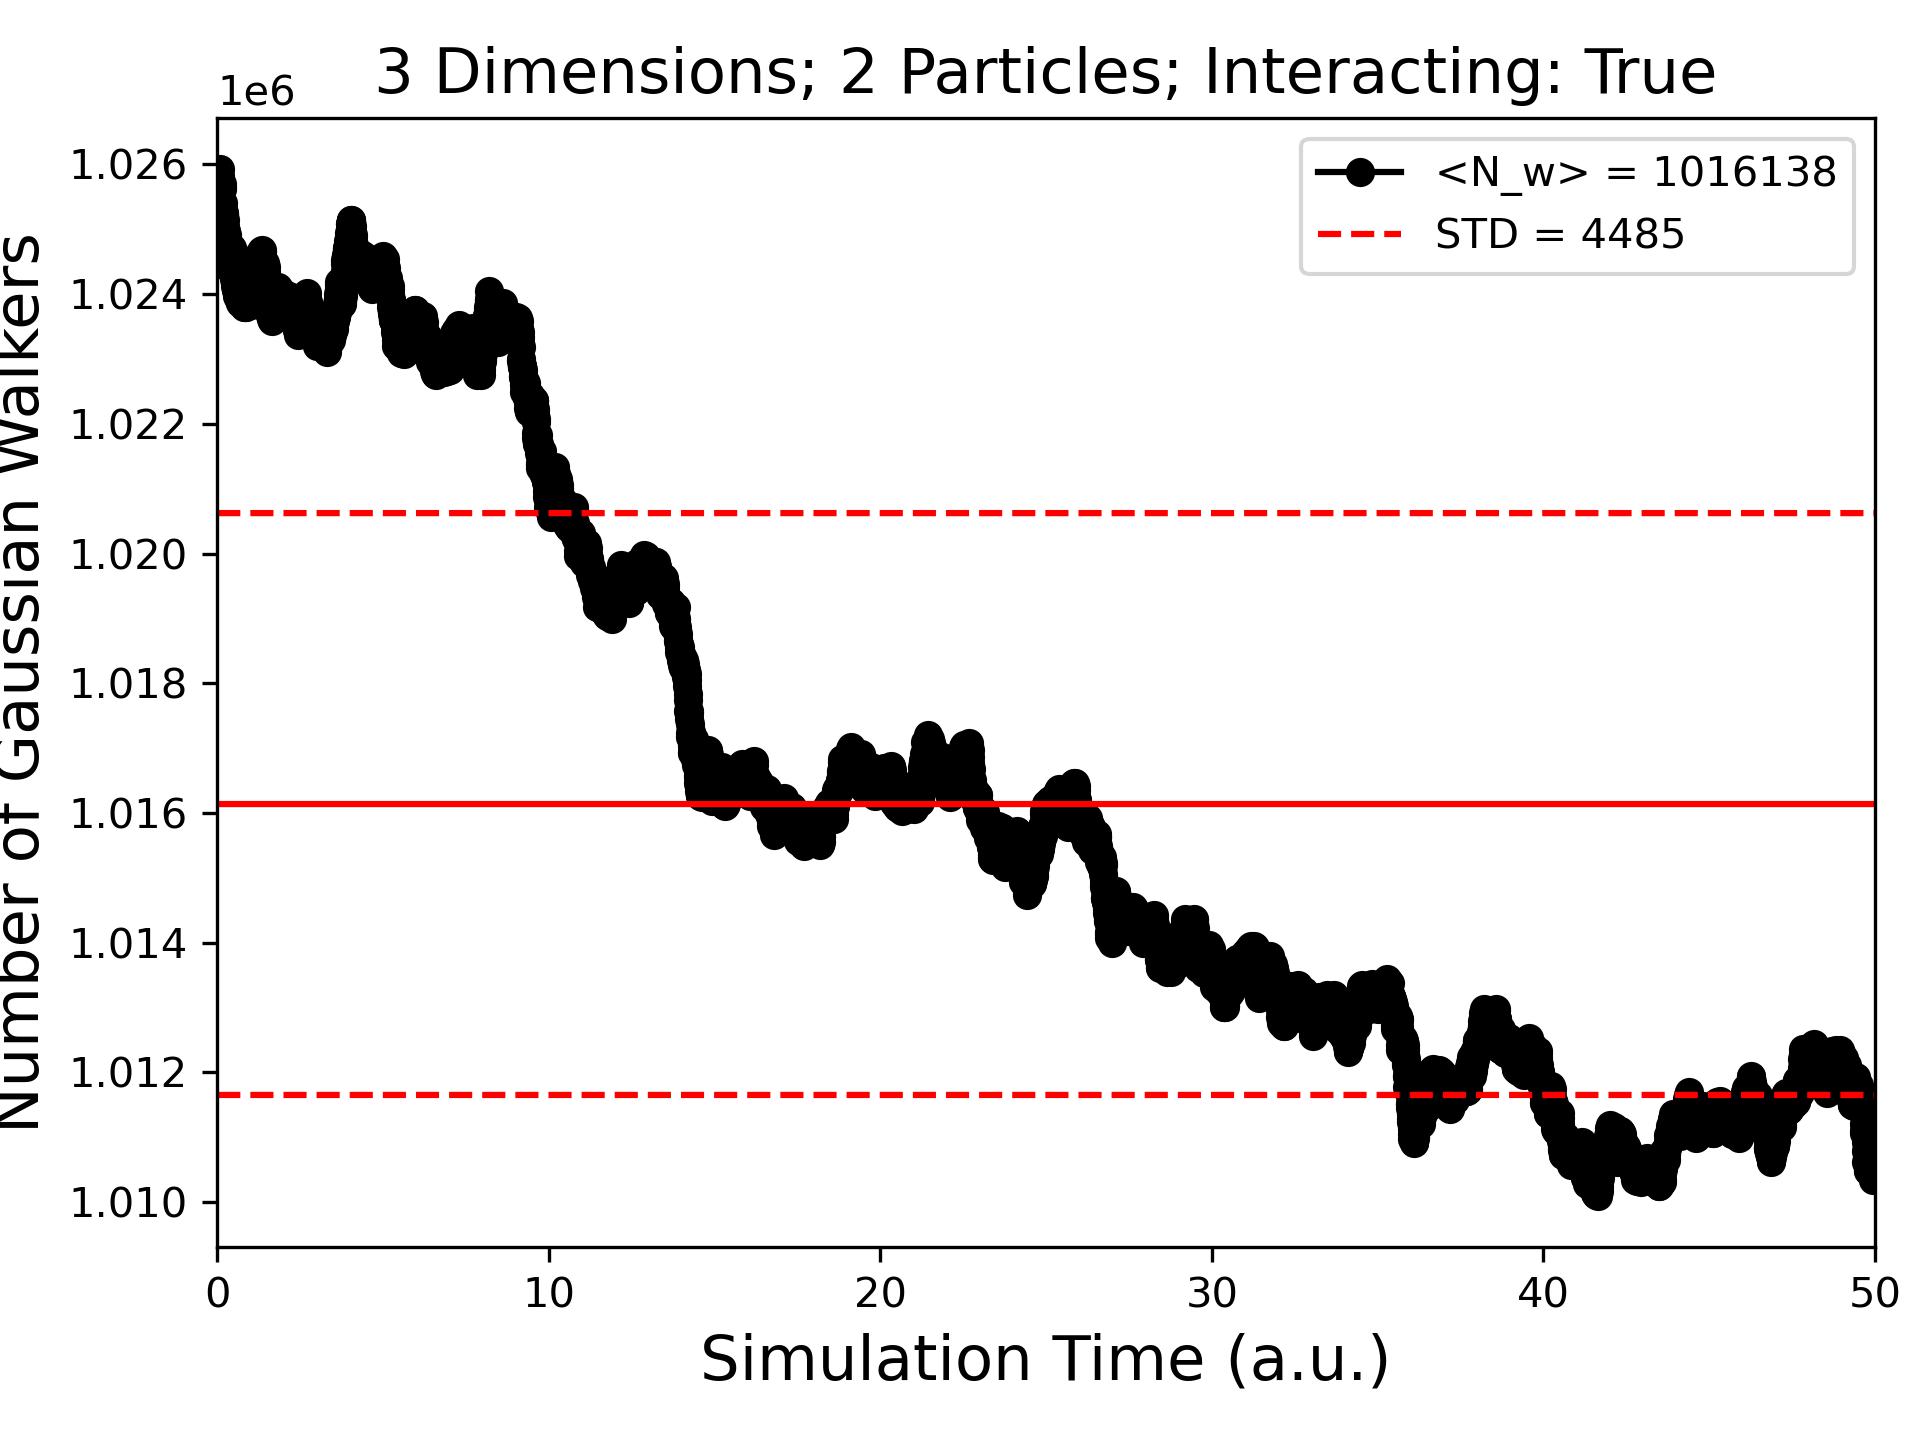 3 Dimensions; 2 Particles; Interacting: True
1e6
<N_w> = 1016138
STD = 4485
Number of Gaussian Walkers
1.026
1.024
1.022
1.020
1.018
1.016
1.014
1.012
1.010
0 10 20 30 40 50
Simulation Time (a.u.)